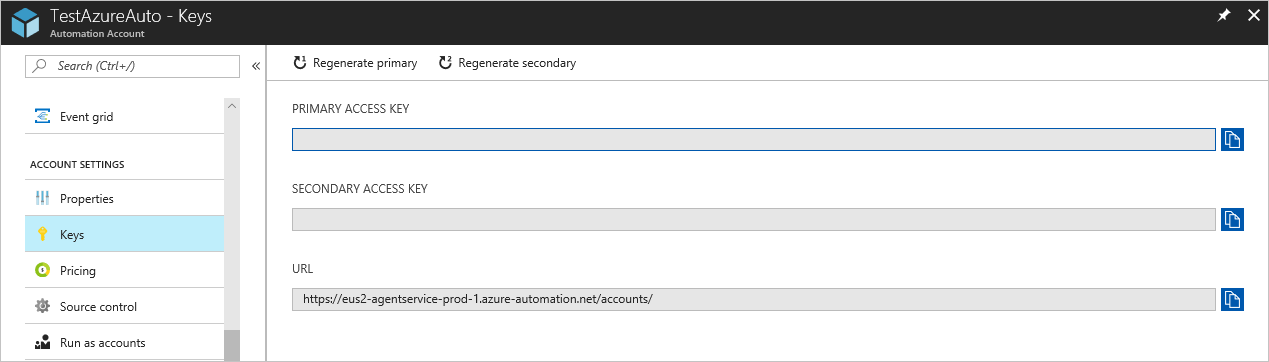 TestAzureAuto - Keys
Automation Account
Search (Ctrl+/)
«
Event grid
ACCOUNT SETTINGS
Properties
Keys
Pricing
Source control
Run as accounts
1 Regenerate primary
2 Regenerate secondary
PRIMARY ACCESS KEY
SECONDARY ACCESS KEY
URL
https://eus2-agentservice-prod-1.azure-automation.net/accounts/